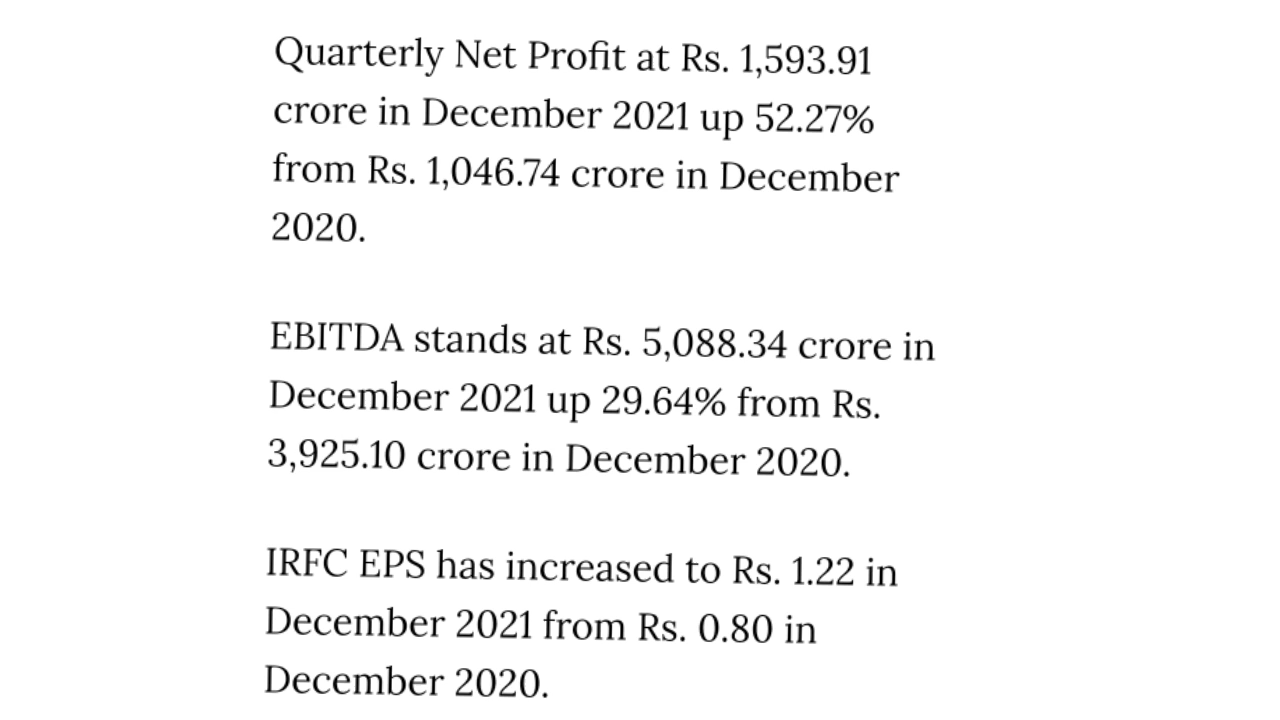 Quarterly Net Profit at Rs. 1,593.91
crore in December 2021 up 52.27%
from Rs. 1,046.74 crore in December
2020.
EBITDA stands at Rs. 5,088.34 crore in
December 2021 up 29.64% from Rs.
3,925.10 crore in December 2020.
IRFC EPS has increased to Rs. 1.22 in
December 2021 from Rs. 0.80 in
December 2020.